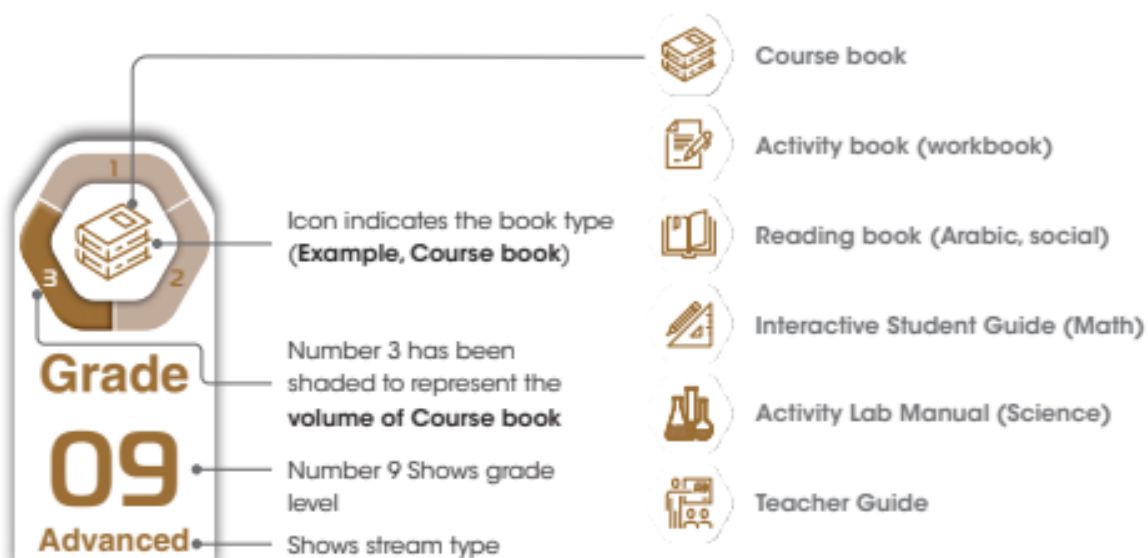 1
3
2
Grade
09
Advanced
Icon indicates the book type
(Example, Course book)
Number 3 has been
shaded to represent the
volume of Course book
Number 9 Shows grade
level
Shows stream type
Course book
Activity book (workbook)
Reading book (Arabic, social)
Interactive Student Guide (Math)
Activity Lab Manual (Science)
Teacher Guide